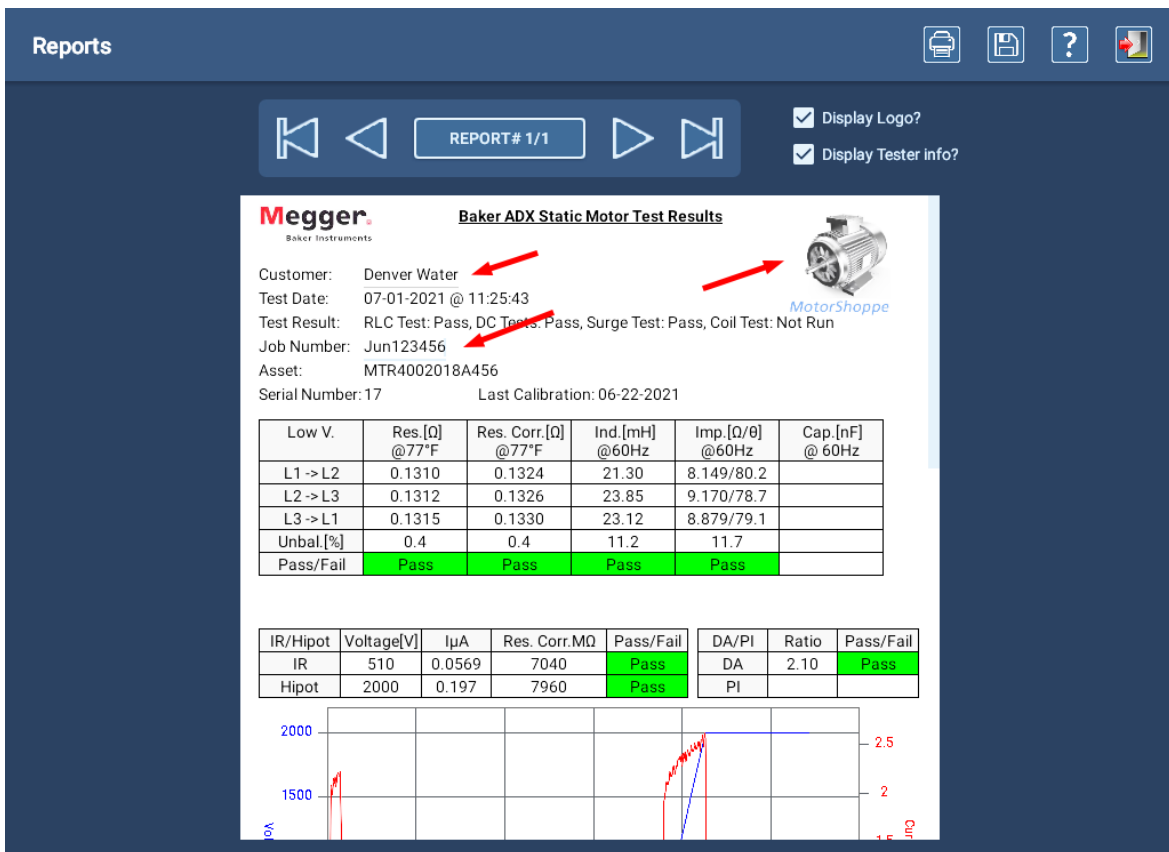 Reports
?
REPORT# 1/1
Display Logo?
Display Tester info?
Megger.
Baker Instruments
Baker ADX Static Motor Test Results
MotorShoppe
Customer: Denver Water
Test Date: 07-01-2021 @ 11:25:43
Test Result: RLC Test: Pass, DC Tests: Pass, Surge Test: Pass, Coil Test: Not Run
Job Number: Jun123456
Asset: MTR4002018A456
Serial Number: 17 Last Calibration: 06-22-2021
Low V. Res.[Ω] Res. Corr.[Ω] Ind.[mH] Imp.[Ω/θ] Cap.[nF]
@77°F @77°F @60Hz @60Hz @ 60Hz
L1 -> L2 0.1310 0.1324 21.30 8.149/80.2
L2 -> L3 0.1312 0.1326 23.85 9.170/78.7
L3 -> L1 0.1315 0.1330 23.12 8.879/79.1
Unbal.[%] 0.4 0.4 11.2 11.7
Pass/Fail Pass Pass Pass Pass
IR/Hipot Voltage[V] IµA Res. Corr.MΩ Pass/Fail DA/PI Ratio Pass/Fail
IR 510 0.0569 7040 Pass DA 2.10 Pass
Hipot 2000 0.197 7960 Pass PI
2000 2.5
1500 2